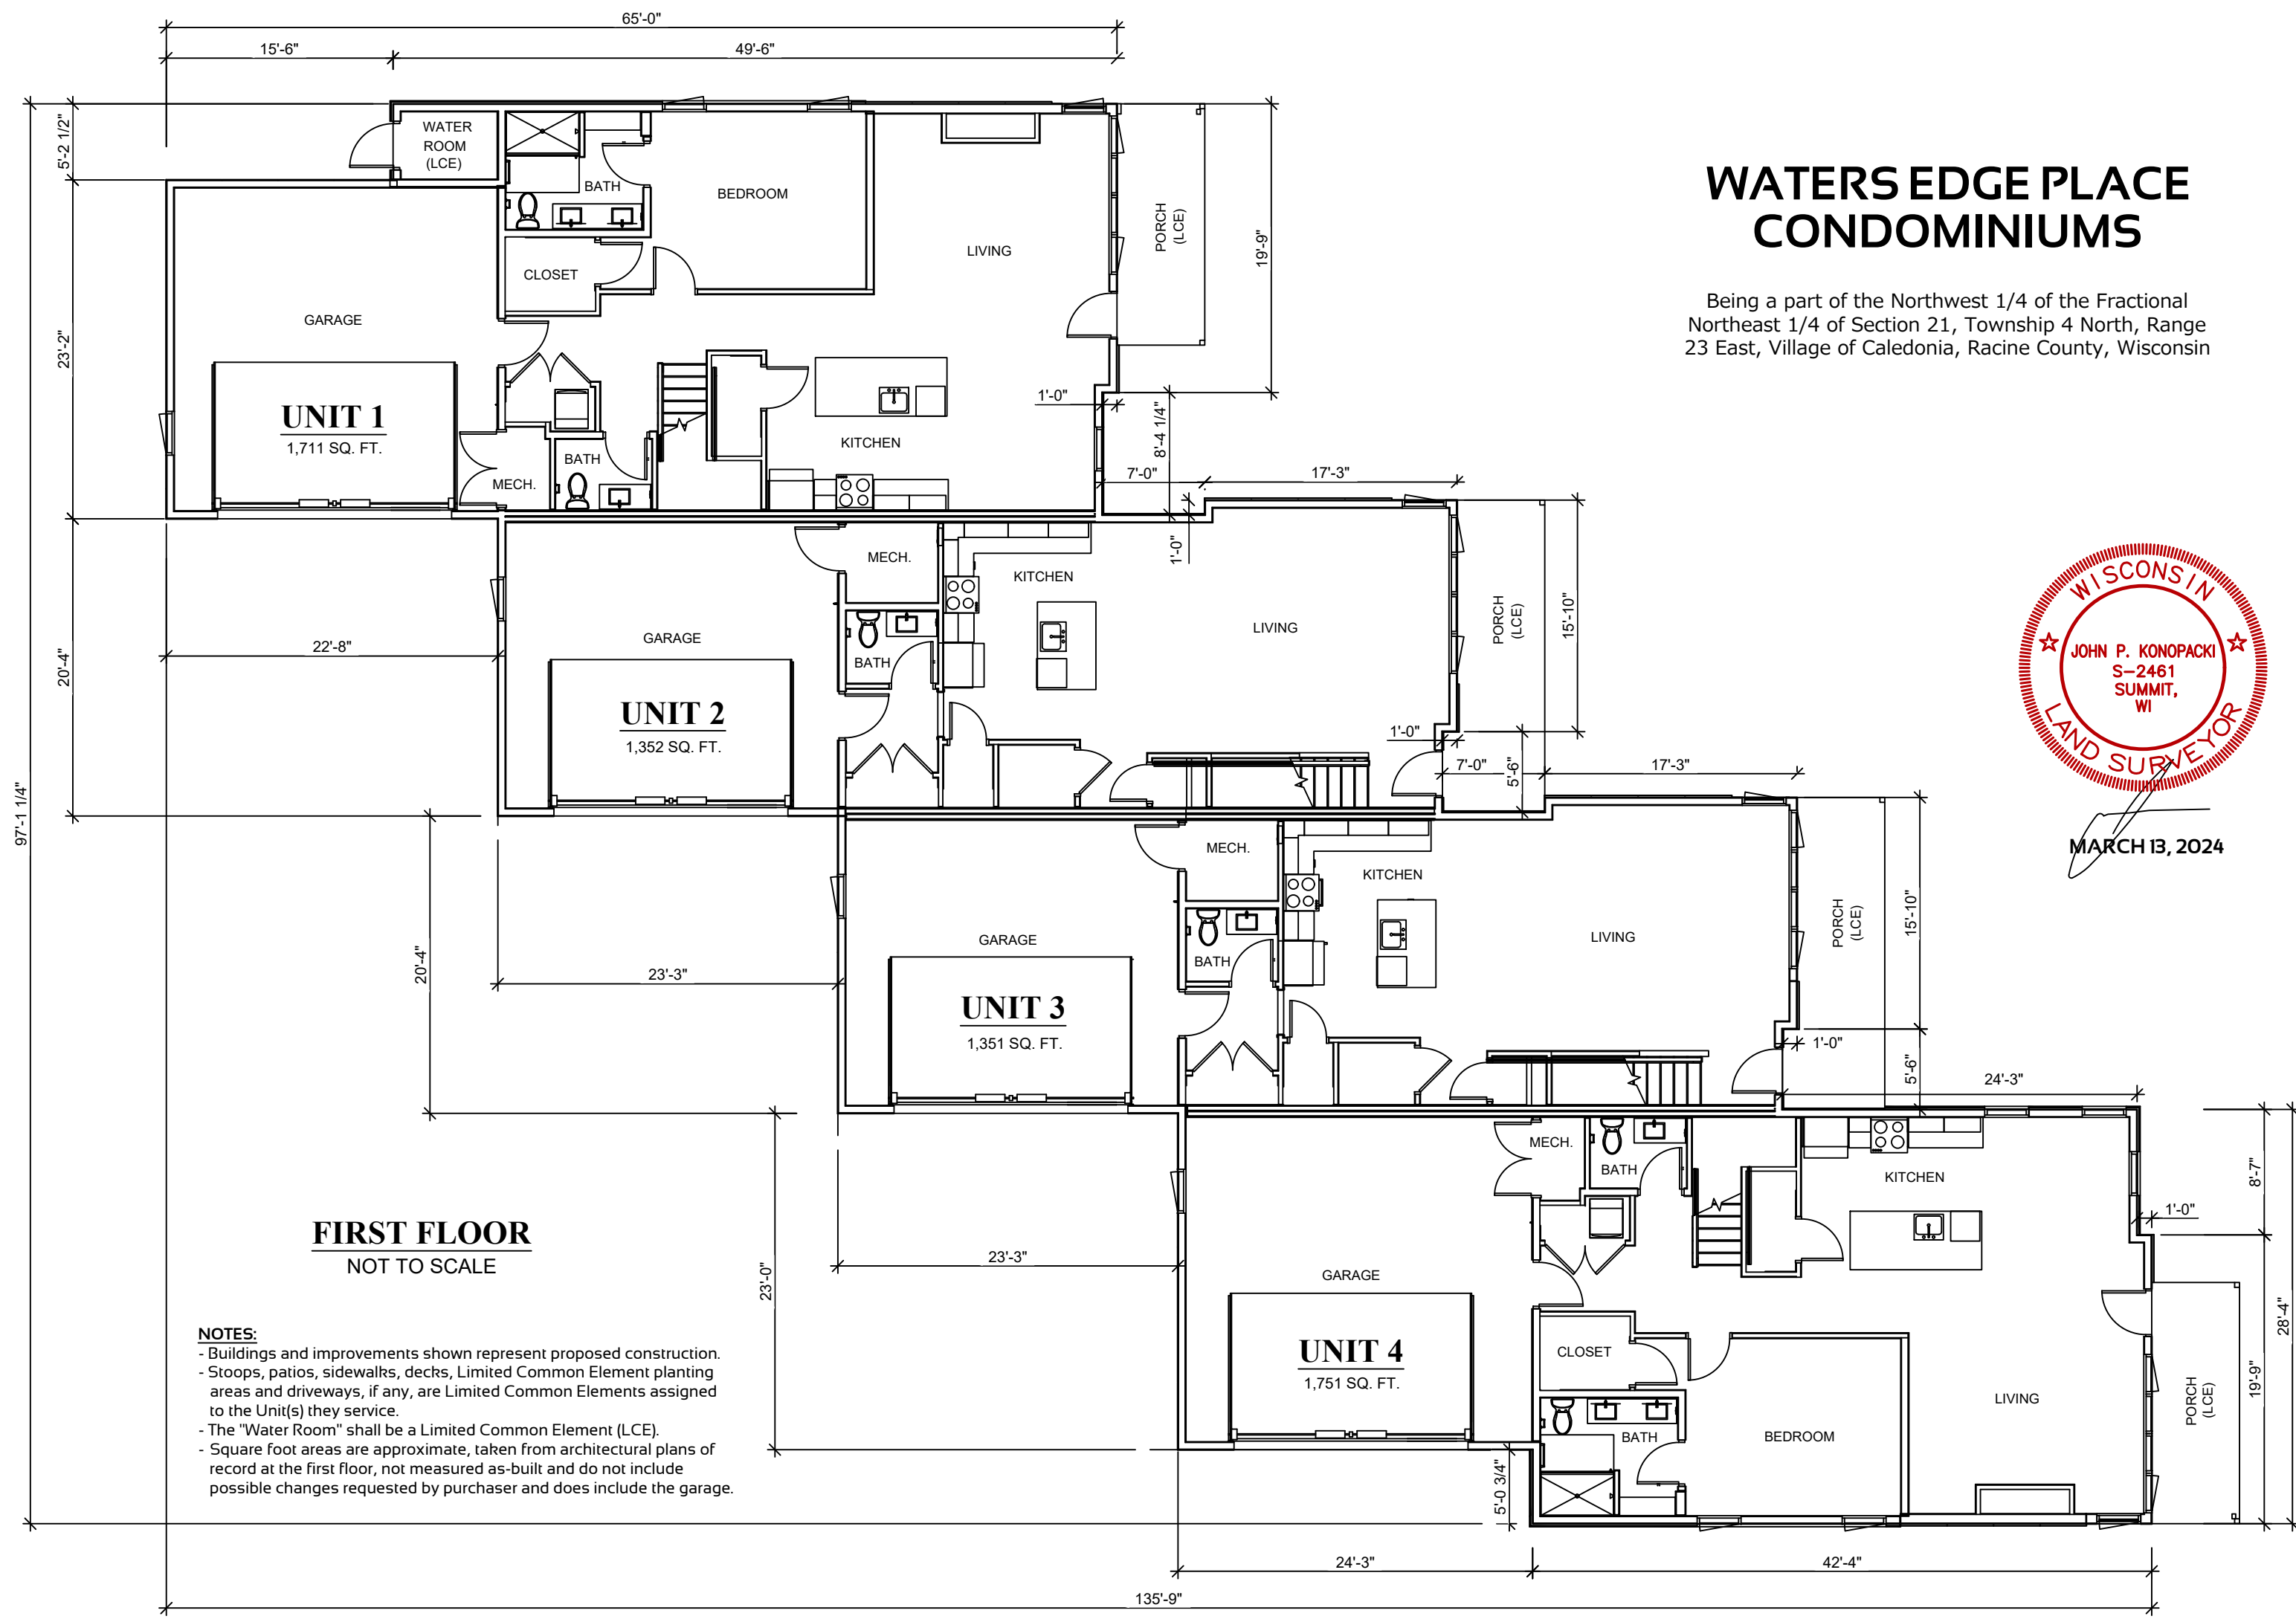 65'-0"
15'-6"
49'-6"
WATERS EDGE PLACE
CONDOMINIUMS
Being a part of the Northwest 1/4 of the Fractional
Northeast 1/4 of Section 21, Township 4 North, Range
23 East, Village of Caledonia, Racine County, Wisconsin
5'-2 1/2"
23'-2"
20'-4"
97'-1 1/4"
WATER
ROOM
(LCE)
BATH
BEDROOM
LIVING
PORCH
(LCE)
19'-9"
CLOSET
GARAGE
UNIT 1
1,711 SQ. FT.
MECH.
BATH
KITCHEN
1'-0"
8'-4 1/4"
7'-0"
17'-3"
1'-0"
22'-8"
GARAGE
UNIT 2
1,352 SQ. FT.
MECH.
BATH
KITCHEN
LIVING
PORCH
(LCE)
15'-10"
1'-0"
7'-0"
5'-6"
17'-3"
WISCONSIN
JOHN P. KONOPACKI
S-2461
SUMMIT,
WI
LAND SURVEYOR
MARCH 13, 2024
20'-4"
23'-3"
GARAGE
UNIT 3
1,351 SQ. FT.
MECH.
BATH
KITCHEN
LIVING
PORCH
(LCE)
15'-10"
1'-0"
5'-6"
24'-3"
23'-0"
23'-3"
GARAGE
UNIT 4
1,751 SQ. FT.
MECH.
BATH
KITCHEN
8'-7"
1'-0"
28'-4"
19'-9"
CLOSET
BATH
BEDROOM
LIVING
PORCH
(LCE)
5'-0 3/4"
24'-3"
42'-4"
135'-9"
FIRST FLOOR
NOT TO SCALE
NOTES:
- Buildings and improvements shown represent proposed construction.
- Stoops, patios, sidewalks, decks, Limited Common Element planting
areas and driveways, if any, are Limited Common Elements assigned
to the Unit(s) they service.
- The "Water Room" shall be a Limited Common Element (LCE).
- Square foot areas are approximate, taken from architectural plans of
record at the first floor, not measured as-built and do not include
possible changes requested by purchaser and does include the garage.